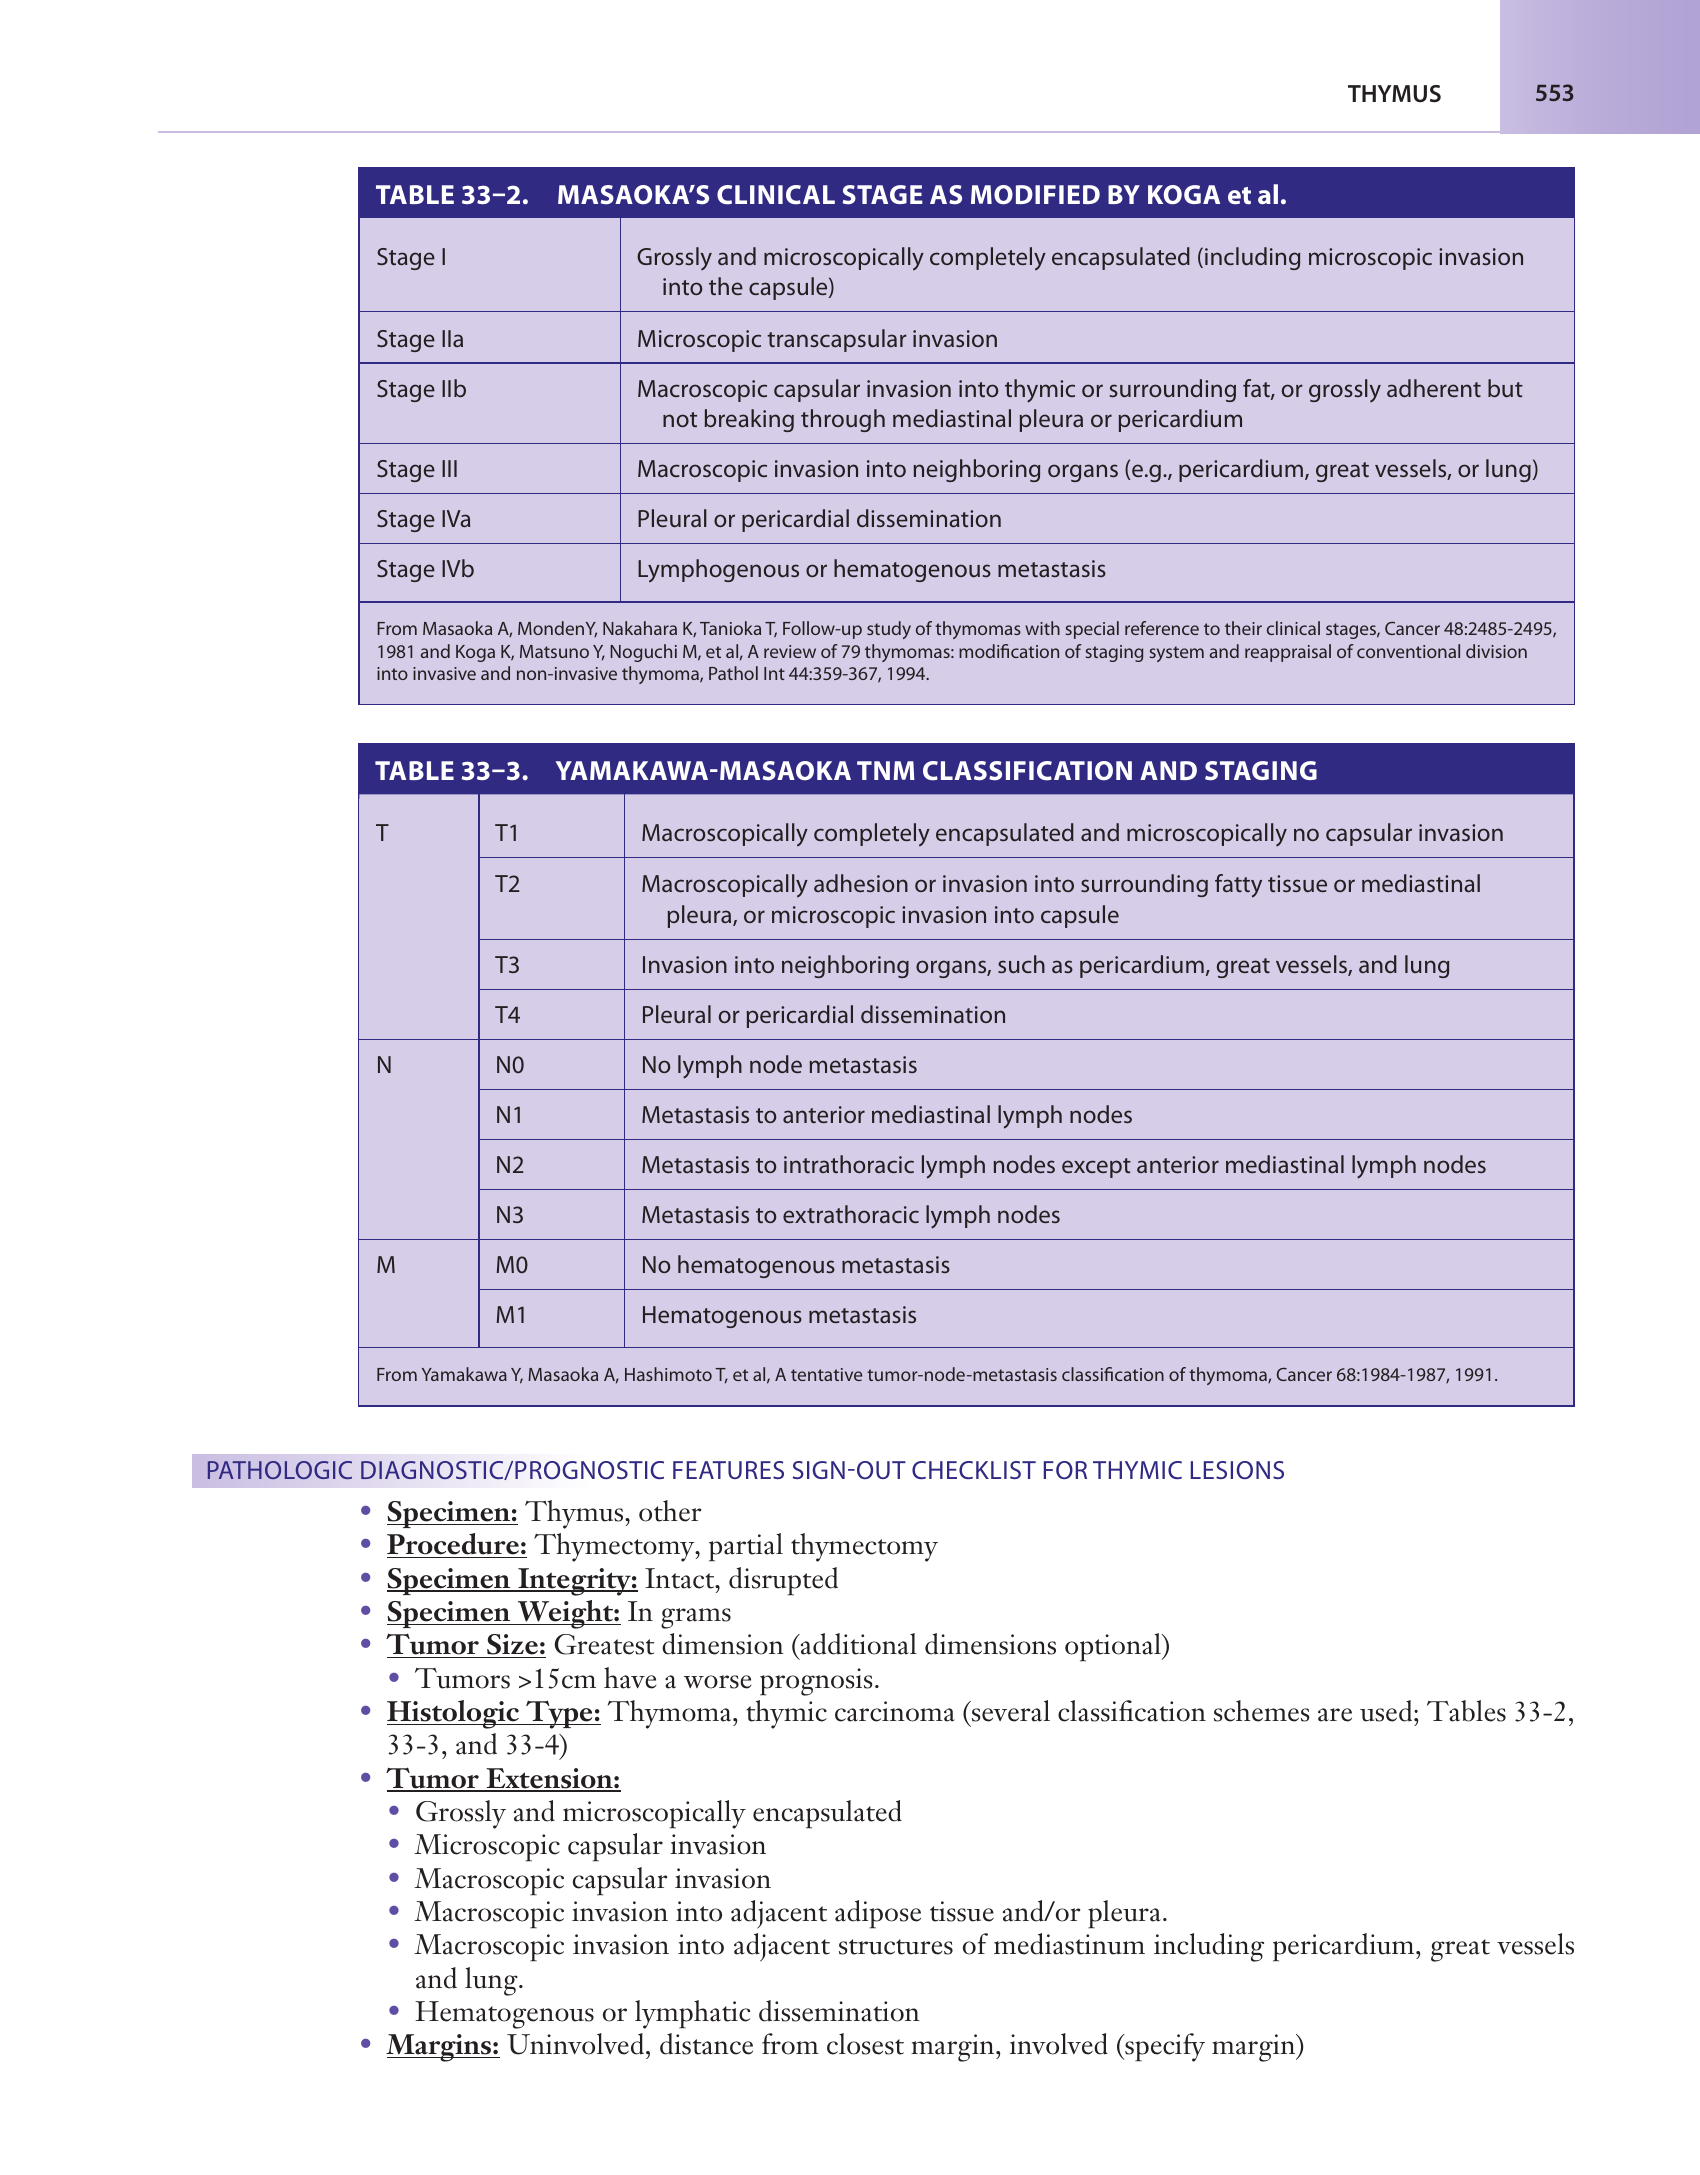 THYMUS 553
TABLE 33–2. MASAOKA’S CLINICAL STAGE AS MODIFIED BY KOGA et al.
Stage I Grossly and microscopically completely encapsulated (including microscopic invasion
into the capsule)
Stage IIa Microscopic transcapsular invasion
Stage IIb Macroscopic capsular invasion into thymic or surrounding fat, or grossly adherent but
not breaking through mediastinal pleura or pericardium
Stage III Macroscopic invasion into neighboring organs (e.g., pericardium, great vessels, or lung)
Stage IVa Pleural or pericardial dissemination
Stage IVb Lymphogenous or hematogenous metastasis
From Masaoka A, MondenY, Nakahara K, Tanioka T, Follow-up study of thymomas with special reference to their clinical stages, Cancer 48:2485-2495,
1981 and Koga K, Matsuno Y, Noguchi M, et al, A review of 79 thymomas: modification of staging system and reappraisal of conventional division
into invasive and non-invasive thymoma, Pathol Int 44:359-367, 1994.
TABLE 33–3. YAMAKAWA-MASAOKA TNM CLASSIFICATION AND STAGING
T T1 Macroscopically completely encapsulated and microscopically no capsular invasion
T2 Macroscopically adhesion or invasion into surrounding fatty tissue or mediastinal
pleura, or microscopic invasion into capsule
T3 Invasion into neighboring organs, such as pericardium, great vessels, and lung
T4 Pleural or pericardial dissemination
N N0 No lymph node metastasis
N1 Metastasis to anterior mediastinal lymph nodes
N2 Metastasis to intrathoracic lymph nodes except anterior mediastinal lymph nodes
N3 Metastasis to extrathoracic lymph nodes
M M0 No hematogenous metastasis
M1 Hematogenous metastasis
From Yamakawa Y, Masaoka A, Hashimoto T, et al, A tentative tumor-node-metastasis classification of thymoma, Cancer 68:1984-1987, 1991.
PATHOLOGIC DIAGNOSTIC/PROGNOSTIC FEATURES SIGN-OUT CHECKLIST FOR THYMIC LESIONS
• Specimen: Thymus, other
• Procedure: Thymectomy, partial thymectomy
• Specimen Integrity: Intact, disrupted
• Specimen Weight: In grams
• Tumor Size: Greatest dimension (additional dimensions optional)
• Tumors >15cm have a worse prognosis.
• Histologic Type: Thymoma, thymic carcinoma (several classification schemes are used; Tables 33-2,
33-3, and 33-4)
• Tumor Extension:
• Grossly and microscopically encapsulated
• Microscopic capsular invasion
• Macroscopic capsular invasion
• Macroscopic invasion into adjacent adipose tissue and/or pleura.
• Macroscopic invasion into adjacent structures of mediastinum including pericardium, great vessels
and lung.
• Hematogenous or lymphatic dissemination
• Margins: Uninvolved, distance from closest margin, involved (specify margin)